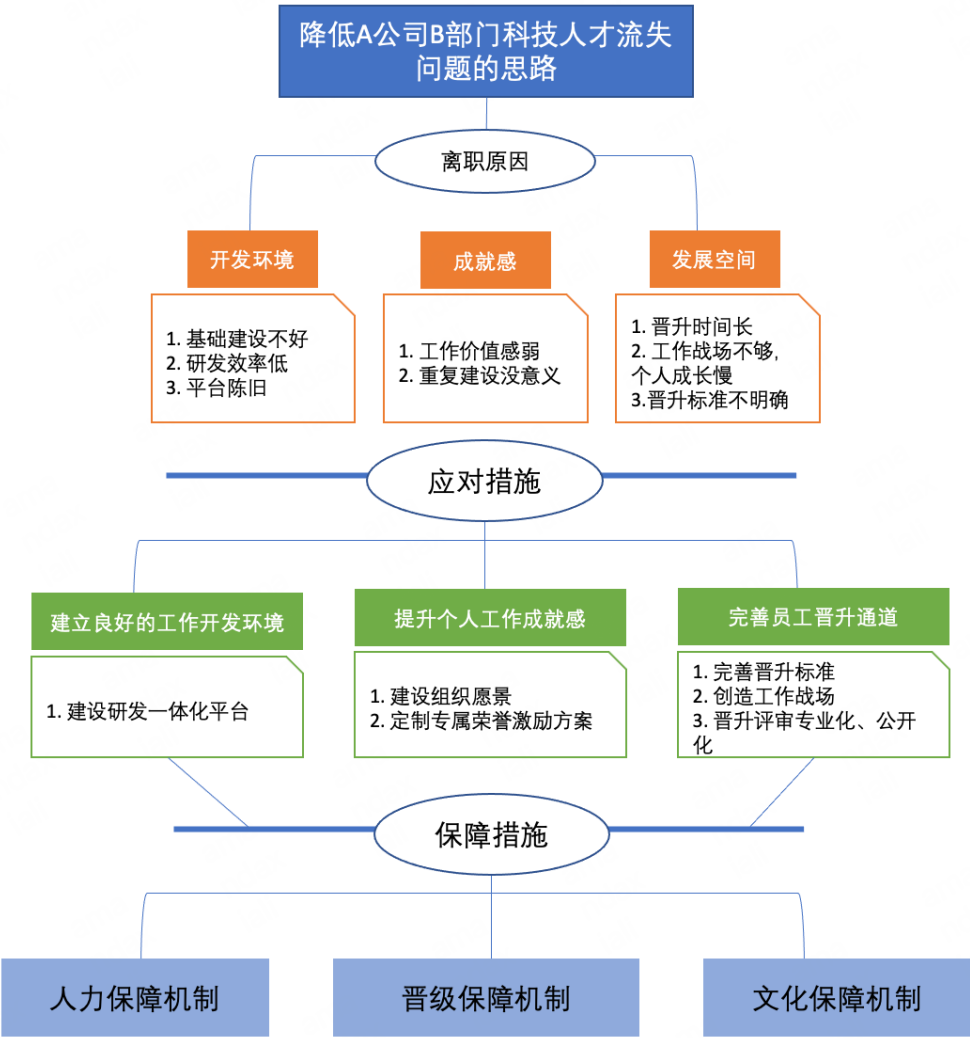 降低A公司B部门科技人才流失
问题的思路
离职原因
开发环境
成就感
发展空间
1. 基础建设不好
2. 研发效率低
3. 平台陈旧
1. 工作价值感弱
2. 重复建设没意义
1. 晋升时间长
2. 工作战场不够,
个人成长慢
3.晋升标准不明确
应对措施
建立良好的工作开发环境
提升个人工作成就感
完善员工晋升通道
1. 建设研发一体化平台
1. 建设组织愿景
2. 定制专属荣誉激励方案
1. 完善晋升标准
2. 创造工作战场
3. 晋升评审专业化、公开
化
保障措施
人力保障机制
晋级保障机制
文化保障机制